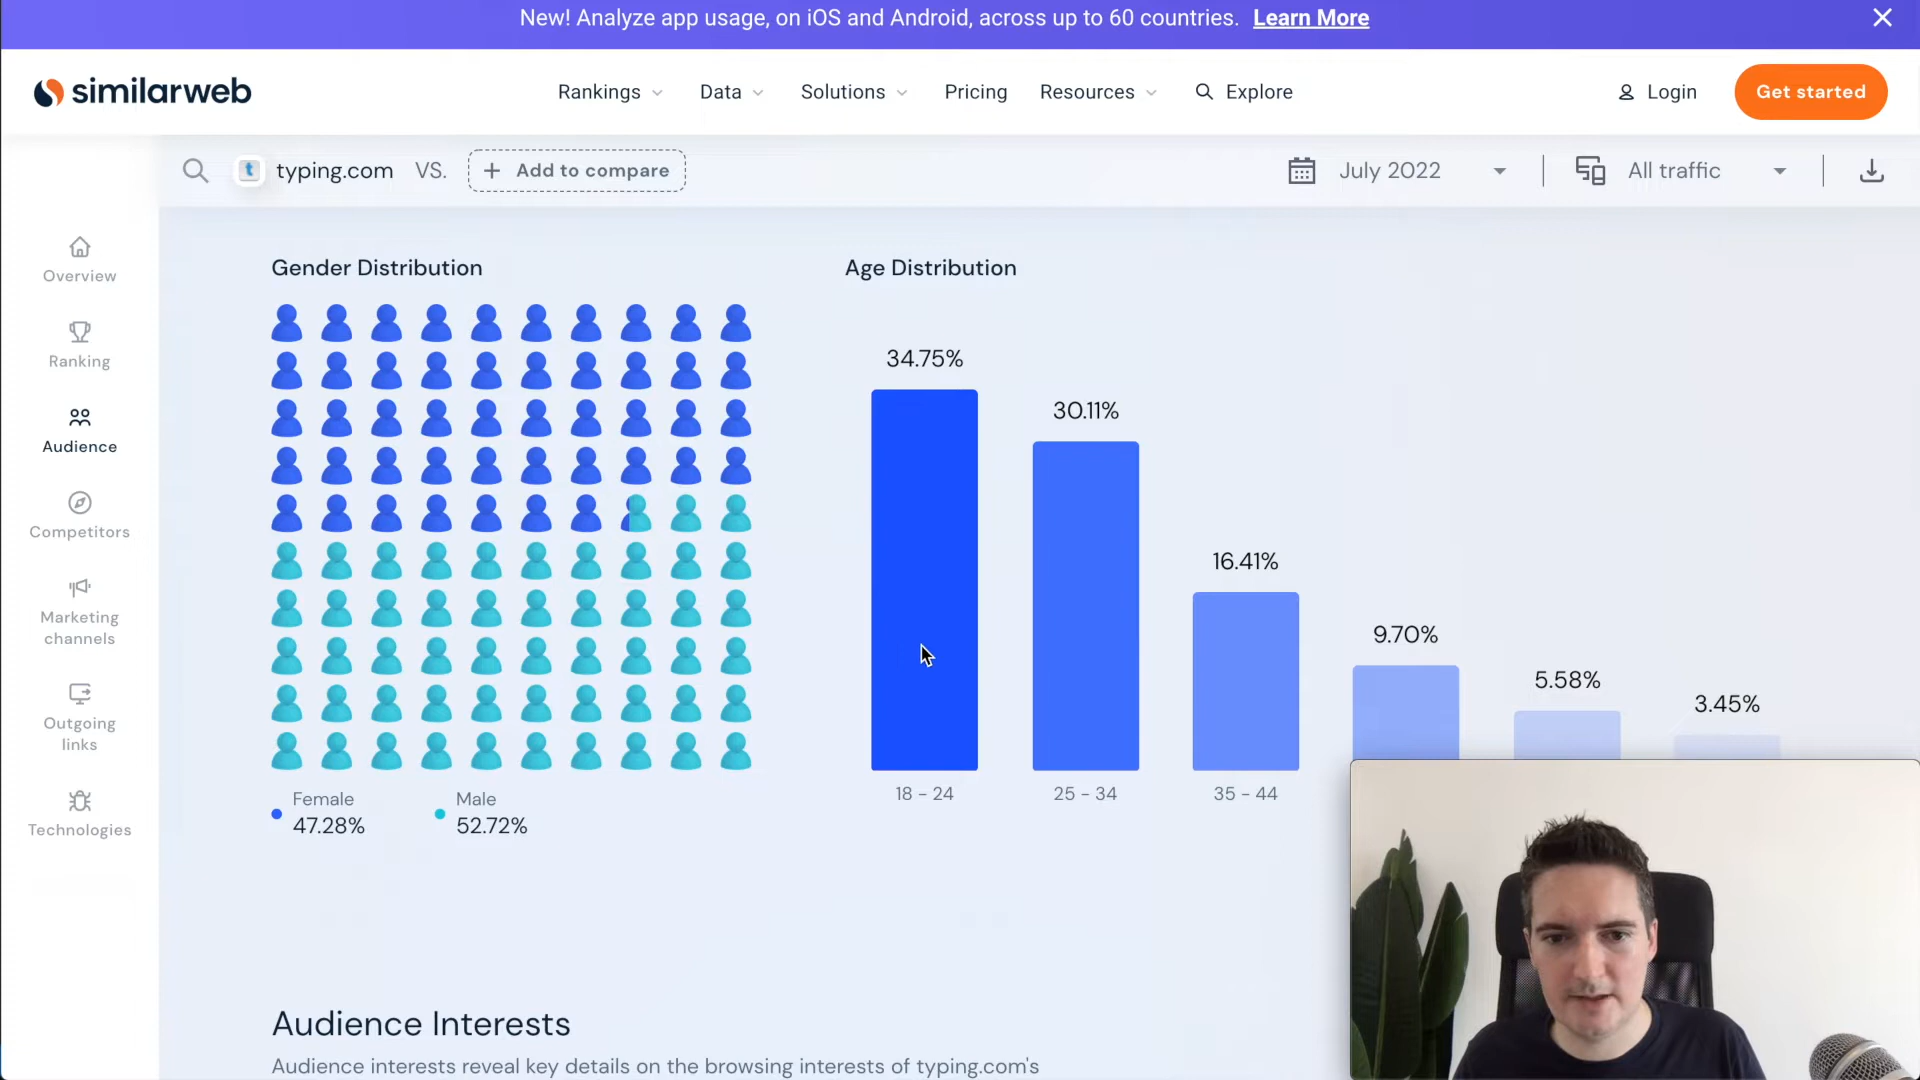 New! Analyze app usage, on iOS and Android, across up to 60 countries. Learn More
similarweb
Rankings
Data
Solutions
Pricing
Resources
Explore
Login
Get started
typing.com
VS.
Add to compare
July 2022
All traffic
Overview
Ranking
Audience
Competitors
Marketing
channels
Outgoing
links
Technologies
Gender Distribution
Female
47.28%
Male
52.72%
Age Distribution
34.75%
30.11%
16.41%
9.70%
5.58%
3.45%
18 - 24
25 - 34
35 - 44
Audience Interests
Audience interests reveal key details on the browsing interests of typing.com's